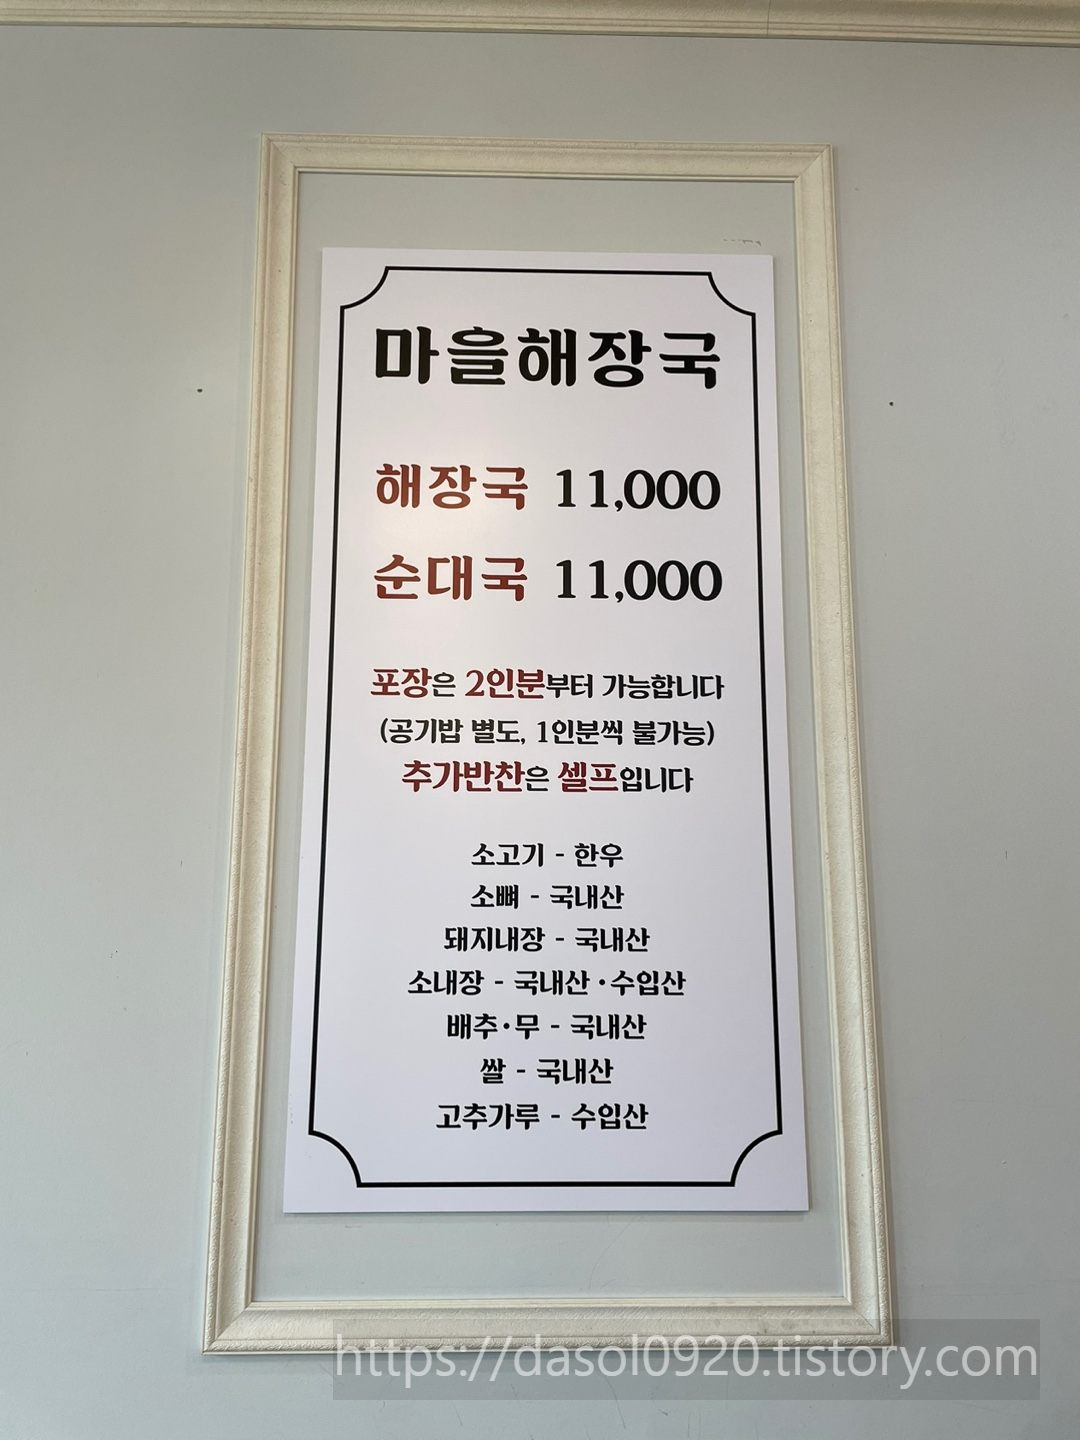 마을해장국
해장국 11,000
순대국 11,000
포장은 2인분부터 가능합니다
(공기밥 별도, 1인분씩 불가능)
추가반찬은 셀프입니다
소고기 - 한우
소뼈 - 국내산
돼지내장 - 국내산
소내장 - 국내산·수입산
배추·무 - 국내산
쌀 - 국내산
고추가루 - 수입산
https://dasol0920.tistory.com